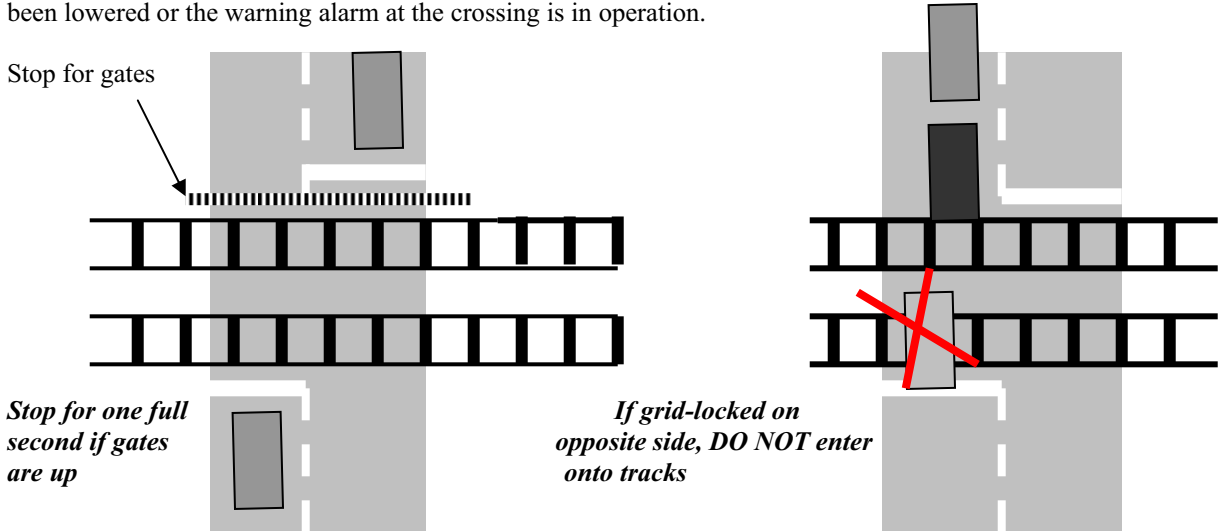 been lowered or the warning alarm at the crossing is in operation.
Stop for gates
Stop for one full
second if gates
are up
If grid-locked on
opposite side, DO NOT enter
onto tracks